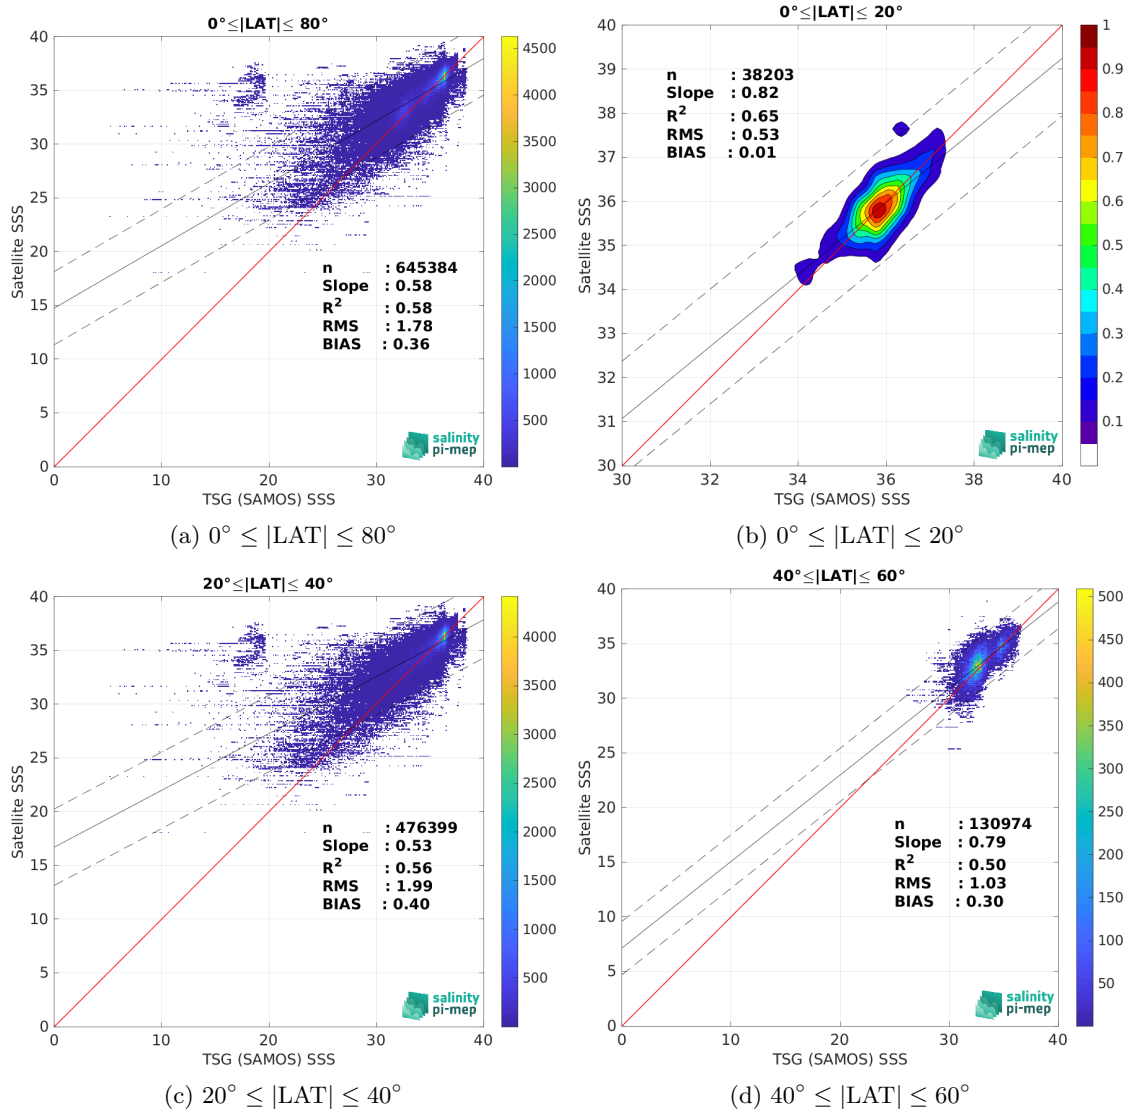 0°≤|LAT|≤ 80°
40
35
30
25
20
15
10
5
0
Satellite SSS
n : 645384
Slope : 0.58
R² : 0.58
RMS : 1.78
BIAS : 0.36
salinity
pi-mep
0 10 20 30 40
TSG (SAMOS) SSS
4500
4000
3500
3000
2500
2000
1500
1000
500
(a) 0° ≤ |LAT| ≤ 80°
0°≤|LAT|≤ 20°
40
39
38
37
36
35
34
33
32
31
30
Satellite SSS
n : 38203
Slope : 0.82
R² : 0.65
RMS : 0.53
BIAS : 0.01
salinity
pi-mep
30 32 34 36 38 40
TSG (SAMOS) SSS
1
0.9
0.8
0.7
0.6
0.5
0.4
0.3
0.2
0.1
(b) 0° ≤ |LAT| ≤ 20°
20°≤|LAT|≤ 40°
40
35
30
25
20
15
10
5
0
Satellite SSS
n : 476399
Slope : 0.53
R² : 0.56
RMS : 1.99
BIAS : 0.40
salinity
pi-mep
0 10 20 30 40
TSG (SAMOS) SSS
4000
3500
3000
2500
2000
1500
1000
500
(c) 20° ≤ |LAT| ≤ 40°
40°≤|LAT|≤ 60°
40
35
30
25
20
15
10
5
0
Satellite SSS
n : 130974
Slope : 0.79
R² : 0.50
RMS : 1.03
BIAS : 0.30
salinity
pi-mep
0 10 20 30 40
TSG (SAMOS) SSS
500
450
400
350
300
250
200
150
100
50
(d) 40° ≤ |LAT| ≤ 60°